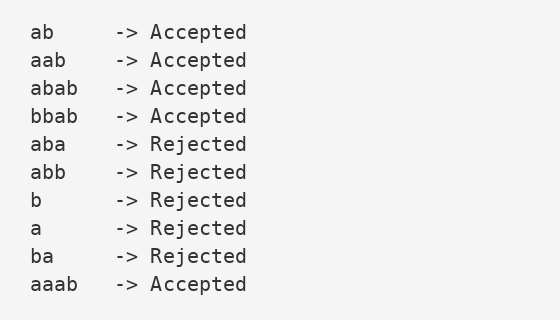 ab     -> Accepted
aab    -> Accepted
abab   -> Accepted
bbab   -> Accepted
aba    -> Rejected
abb    -> Rejected
b      -> Rejected
a      -> Rejected
ba     -> Rejected
aaab   -> Accepted